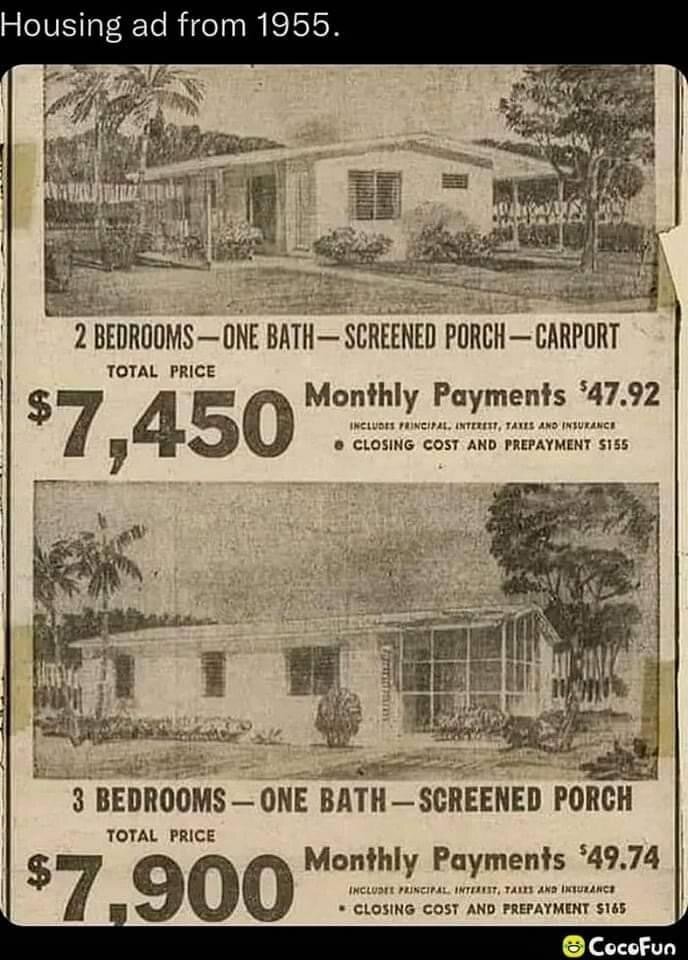 Housing ad from 1955.
2 BEDROOMS—ONE BATH—SCREENED PORCH—CARPORT
TOTAL PRICE
$7,450
Monthly Payments $47.92
INCLUDES PRINCIPAL, INTEREST, TAXES AND INSURANCE
• CLOSING COST AND PREPAYMENT $155
3 BEDROOMS—ONE BATH—SCREENED PORCH
TOTAL PRICE
$7,900
Monthly Payments $49.74
INCLUDES PRINCIPAL, INTEREST, TAXES AND INSURANCE
• CLOSING COST AND PREPAYMENT $165
CocoFun